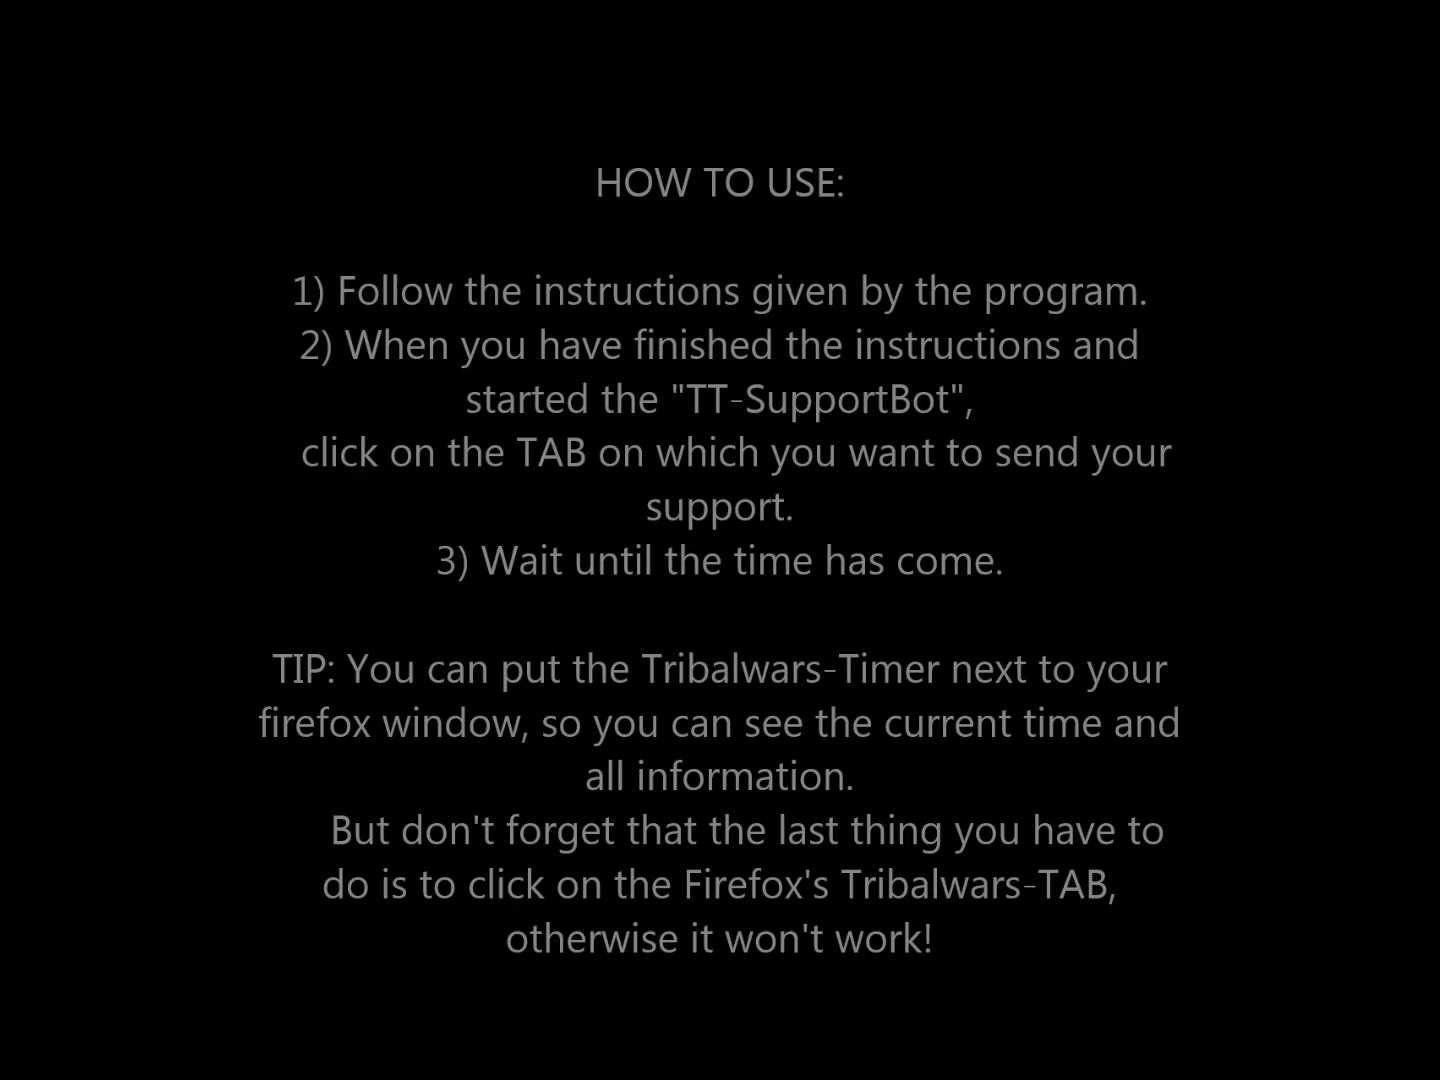 HOW TO USE:
1) Follow the instructions given by the program.
2) When you have finished the instructions and
started the "TT-SupportBot",
click on the TAB on which you want to send your
support.
3) Wait until the time has come.
TIP: You can put the Tribalwars-Timer next to your
firefox window, so you can see the current time and
all information.
But don't forget that the last thing you have to
do is to click on the Firefox's Tribalwars-TAB,
otherwise it won't work!